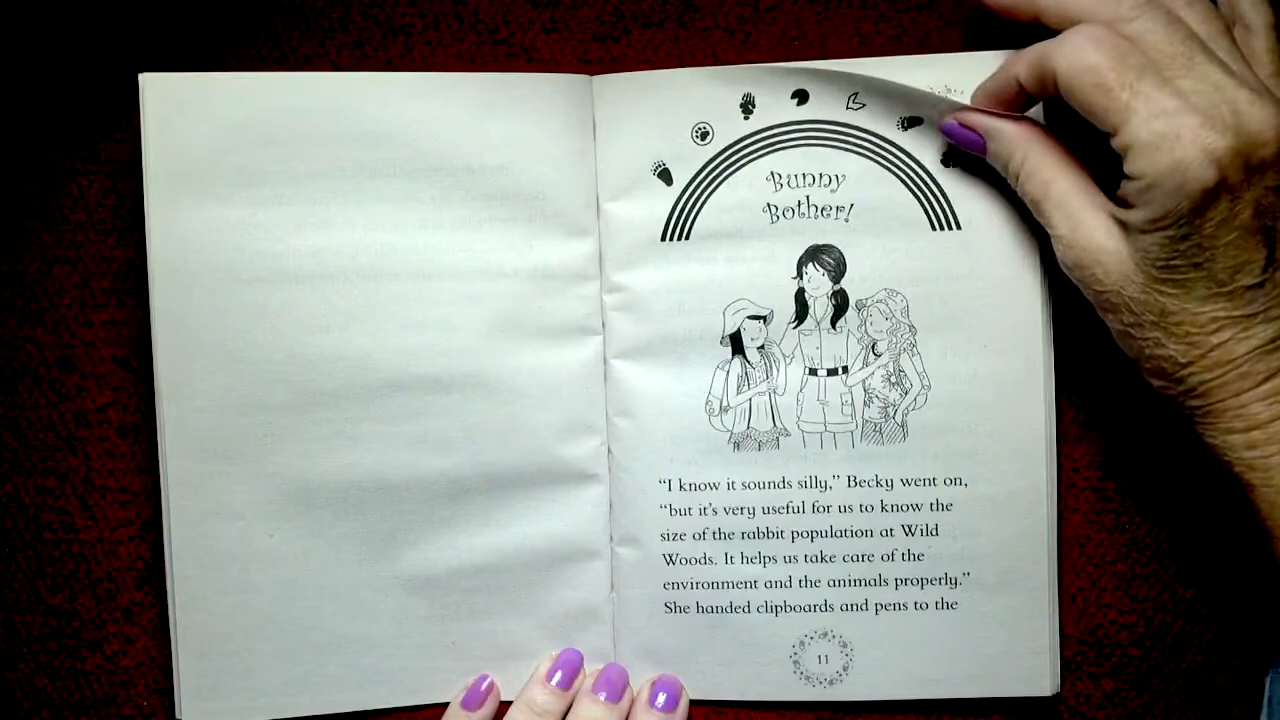 Bunny
Bother!
“I know it sounds silly,” Becky went on,
“but it’s very useful for us to know the
size of the rabbit population at Wild
Woods. It helps us take care of the
environment and the animals properly.”
She handed clipboards and pens to the
11